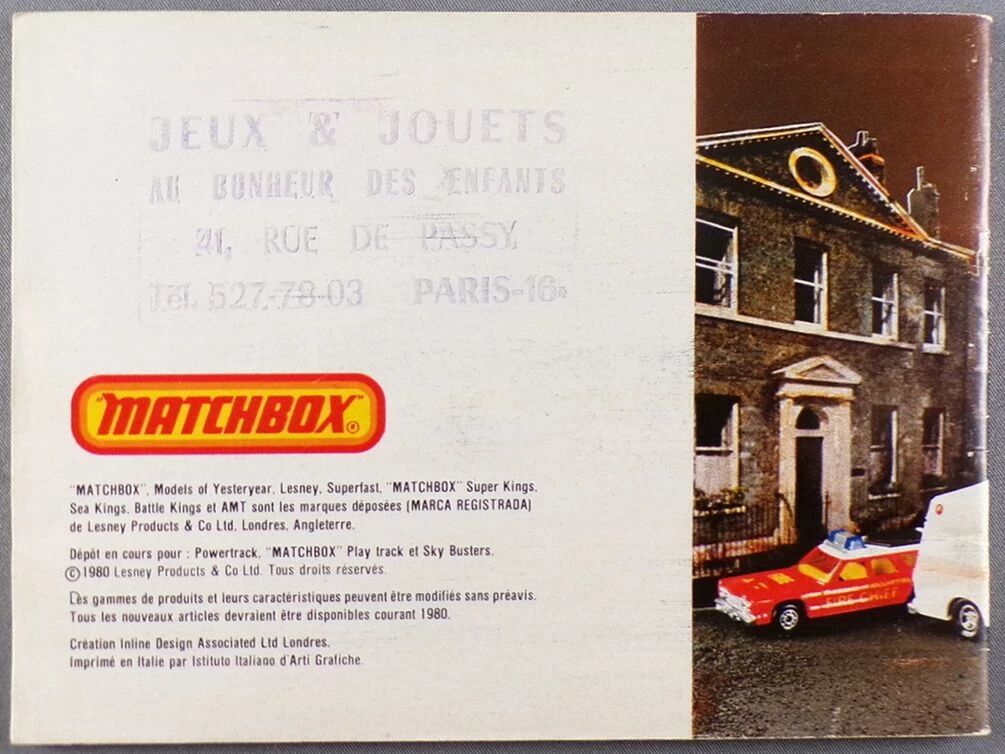 JEUX & JOUETS
AU BONHEUR DES ENFANTS
41, RUE DE PASSY
Tél. 527-78-03 PARIS-16e
"MATCHBOX"®
"MATCHBOX", Models of Yesteryear, Lesney, Superfast, "MATCHBOX" Super Kings,
Sea Kings, Battle Kings et AMT sont les marques déposées (MARCA REGISTRADA)
de Lesney Products & Co Ltd, Londres, Angleterre.
Dépôt en cours pour : Powertrack, "MATCHBOX" Play track et Sky Busters.
©1980 Lesney Products & Co Ltd. Tous droits réservés.
Les gammes de produits et leurs caractéristiques peuvent être modifiés sans préavis.
Tous les nouveaux articles devraient être disponibles courant 1980.
Création Inline Design Associated Ltd Londres.
Imprimé en Italie par Istituto Italiano d'Arti Grafiche.
FIRE CHIEF